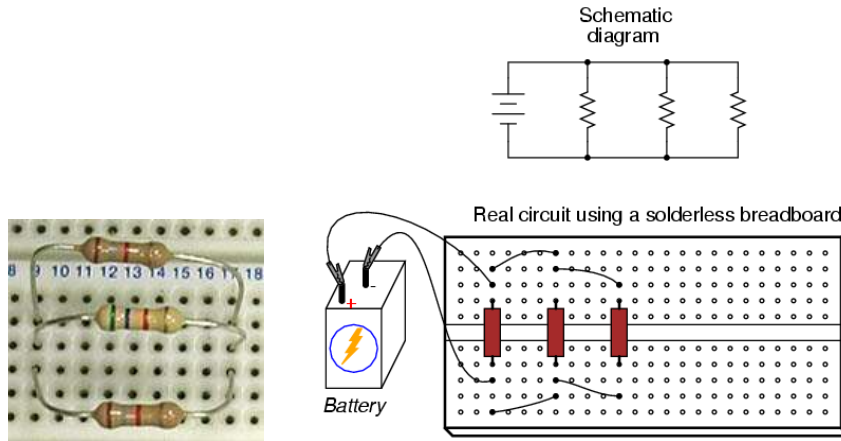 Schematic
diagram
Real circuit using a solderless breadboard
8 9 10 11 12 13 14 15 16 17 18
- 
+
Battery